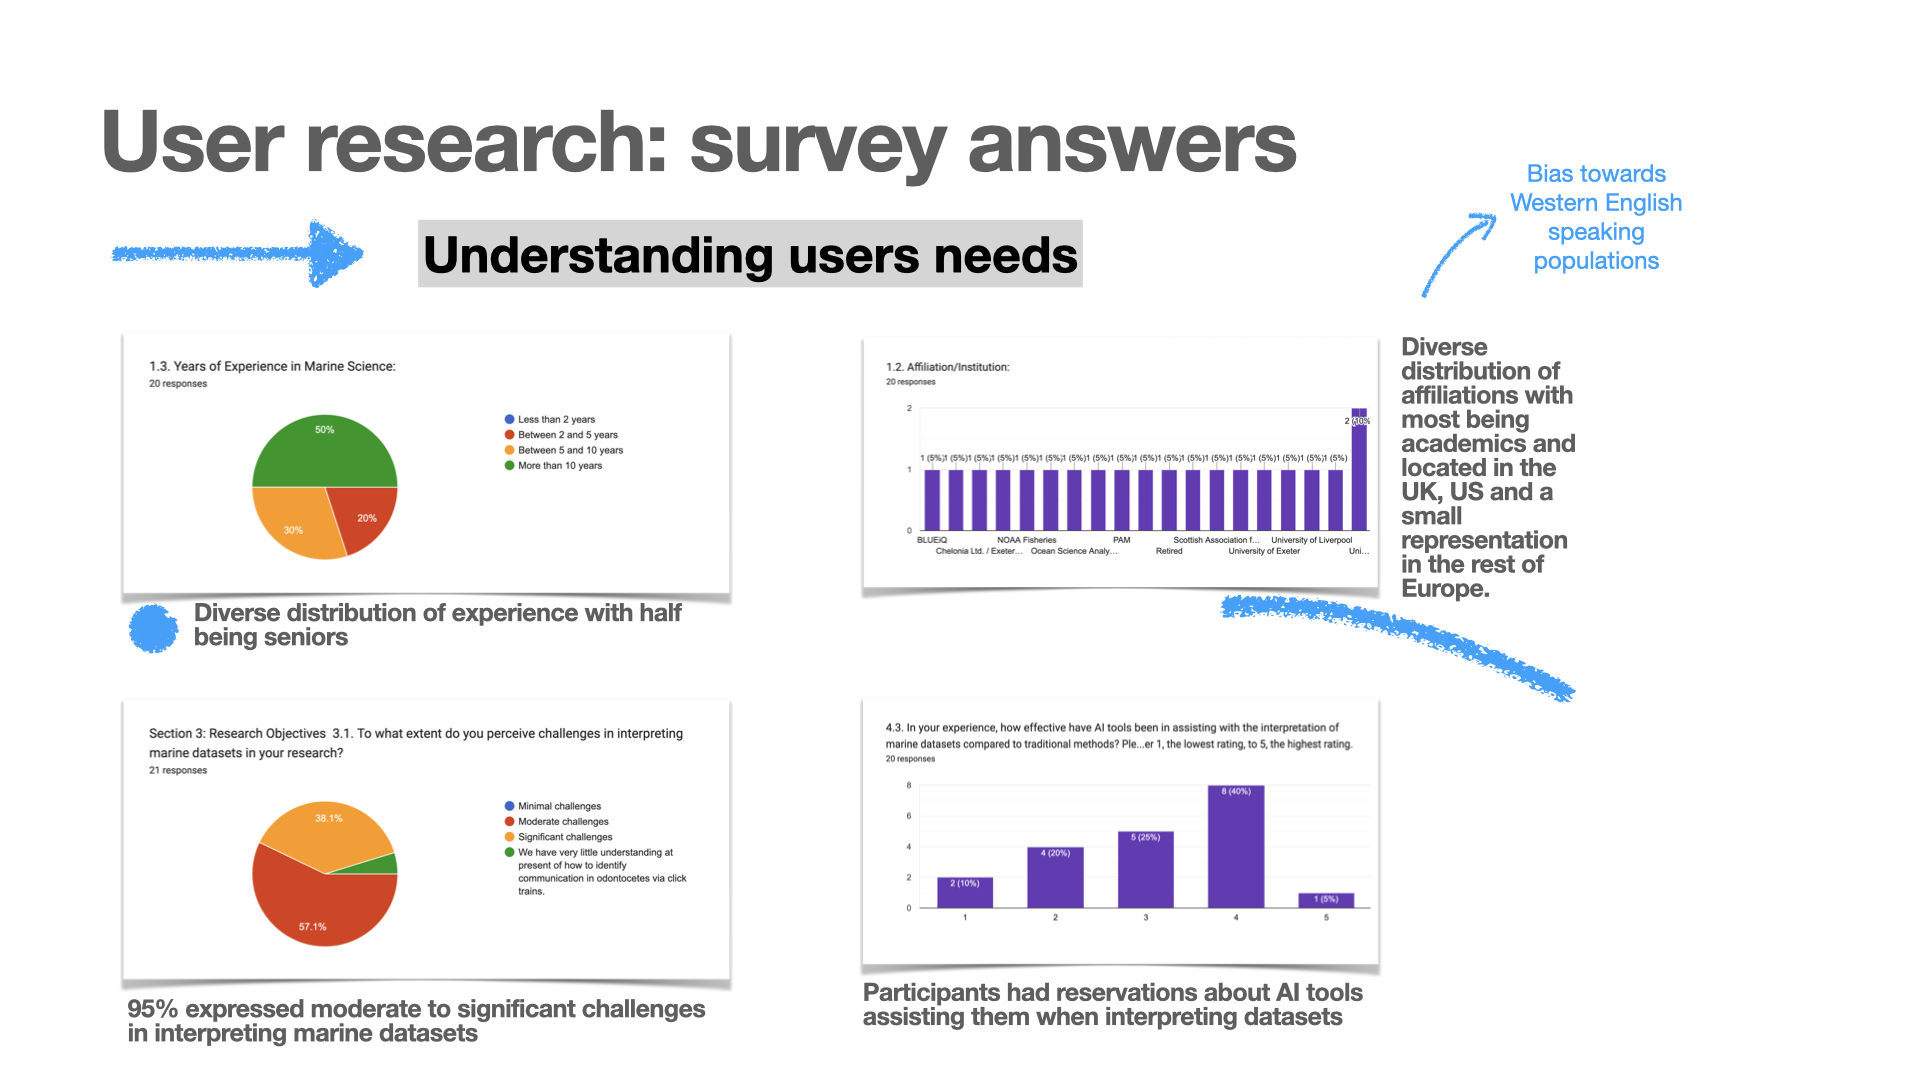 User research: survey answers
Bias towards
Western English
speaking
populations
Understanding users needs
1.3. Years of Experience in Marine Science:
20 responses
50%
30%
20%
Less than 2 years
Between 2 and 5 years
Between 5 and 10 years
More than 10 years
Diverse distribution of experience with half
being seniors
1.2. Affiliation/Institution:
20 responses
2
1
0
2 (10%
1 (5%)1 (5%)1 (5%)1 (5%)1 (5%)1 (5%)1 (5%)1 (5%)1 (5%)1 (5%)1 (5%)1 (5%)1 (5%)1 (5%)1 (5%)1 (5%)1 (5%)1 (5%)
BLUEiQ NOAA Fisheries PAM Scottish Association f... University of Liverpool
Chelonia Ltd. / Exeter... Ocean Science Analy... Retired University of Exeter Uni...
Diverse
distribution of
affiliations with
most being
academics and
located in the
UK, US and a
small
representation
in the rest of
Europe.
Section 3: Research Objectives 3.1. To what extent do you perceive challenges in interpreting
marine datasets in your research?
21 responses
38.1%
57.1%
Minimal challenges
Moderate challenges
Significant challenges
We have very little understanding at
present of how to identify
communication in odontocetes via click
trains.
95% expressed moderate to significant challenges
in interpreting marine datasets
4.3. In your experience, how effective have AI tools been in assisting with the interpretation of
marine datasets compared to traditional methods? Ple...er 1, the lowest rating, to 5, the highest rating.
20 responses
8
6
4
2
0
2 (10%)
4 (20%)
5 (25%)
8 (40%)
1 (5%)
1 2 3 4 5
Participants had reservations about AI tools
assisting them when interpreting datasets